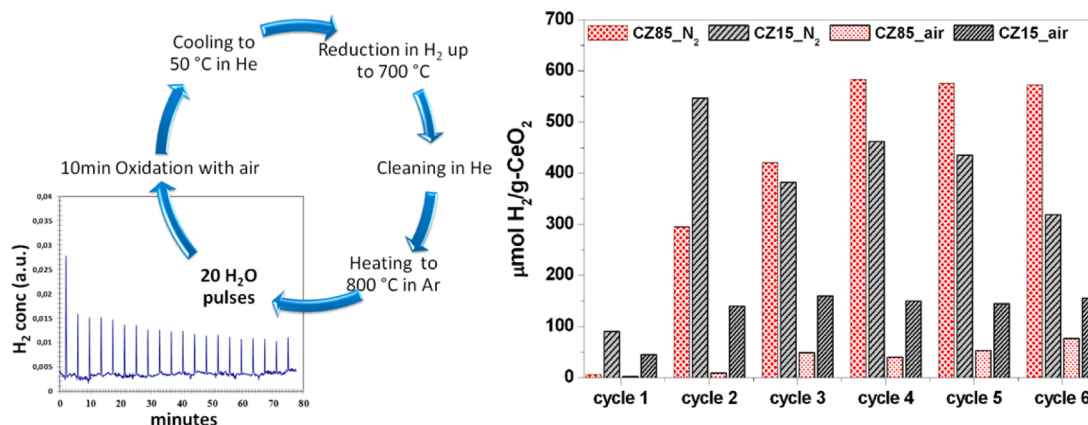 Cooling to
50 °C in He
Reduction in H₂ up
to 700 °C
Cleaning in He
Heating to
800 °C in Ar
20 H₂O
pulses
10min Oxidation with air
H₂ conc (a.u.)
0,04
0,035
0,03
0,025
0,02
0,015
0,01
0,005
0
0 10 20 30 40 50 60 70 80
minutes
CZ85_N₂ CZ15_N₂ CZ85_air CZ15_air
μmol H₂/g-CeO₂
700
600
500
400
300
200
100
0
cycle 1 cycle 2 cycle 3 cycle 4 cycle 5 cycle 6